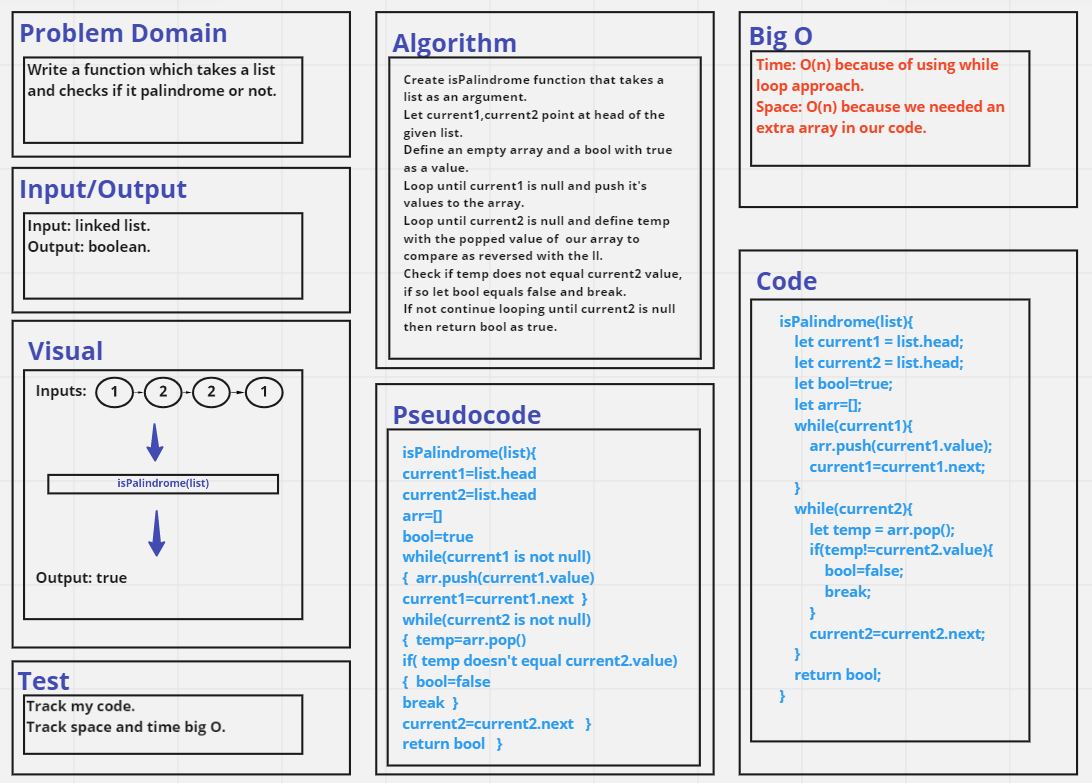 Problem Domain
Write a function which takes a list
and checks if it palindrome or not.
Input/Output
Input: linked list.
Output: boolean.
Visual
Inputs: 1 2 2 1
isPalindrome(list)
Output: true
Test
Track my code.
Track space and time big O.
Algorithm
Create isPalindrome function that takes a
list as an argument.
Let current1,current2 point at head of the
given list.
Define an empty array and a bool with true
as a value.
Loop until current1 is null and push it's
values to the array.
Loop until current2 is null and define temp
with the popped value of our array to
compare as reversed with the ll.
Check if temp does not equal current2 value,
if so let bool equals false and break.
If not continue looping until current2 is null
then return bool as true.
Pseudocode
isPalindrome(list){
current1=list.head
current2=list.head
arr=[]
bool=true
while(current1 is not null)
{ arr.push(current1.value)
current1=current1.next }
while(current2 is not null)
{ temp=arr.pop()
if( temp doesn't equal current2.value)
{ bool=false
break }
current2=current2.next }
return bool }
Big O
Time: O(n) because of using while
loop approach.
Space: O(n) because we needed an
extra array in our code.
Code
isPalindrome(list){
let current1 = list.head;
let current2 = list.head;
let bool=true;
let arr=[];
while(current1){
arr.push(current1.value);
current1=current1.next;
}
while(current2){
let temp = arr.pop();
if(temp!=current2.value){
bool=false;
break;
}
current2=current2.next;
}
return bool;
}